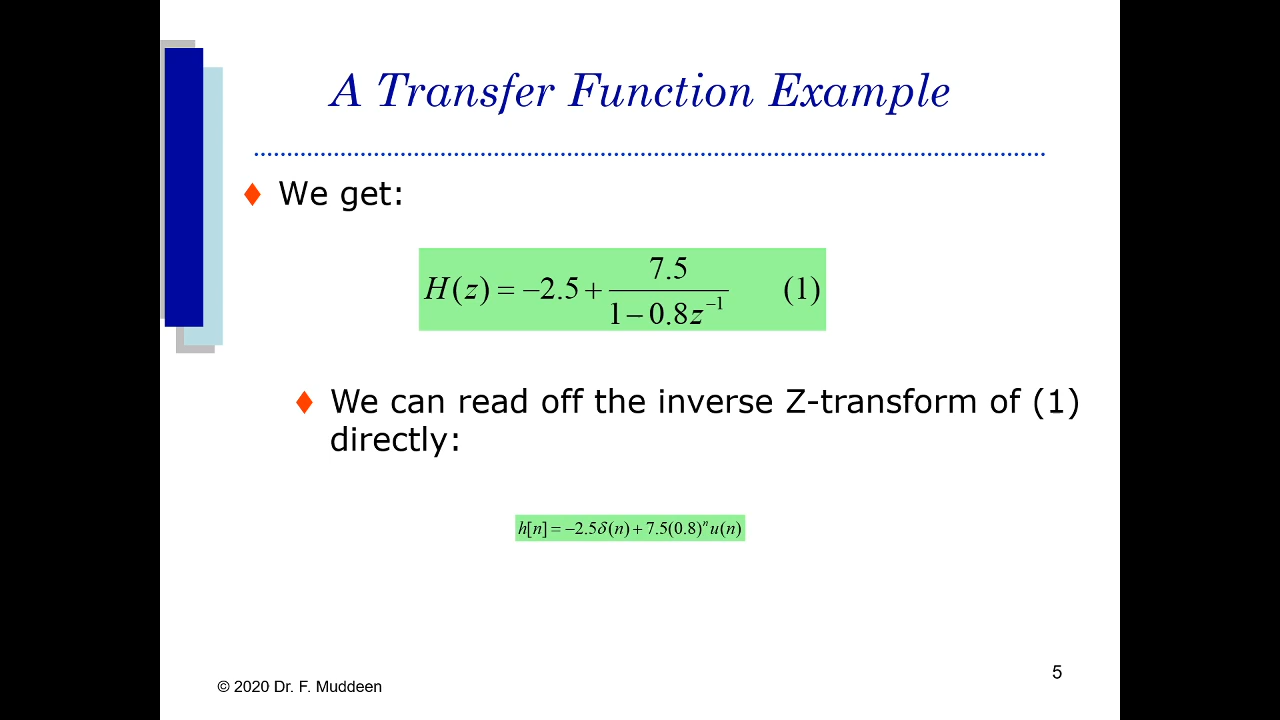 A Transfer Function Example
We get:
H(z) = −2.5 + 7.5 / (1 − 0.8z⁻¹) (1)
We can read off the inverse Z-transform of (1)
directly:
h[n] = −2.5δ(n) + 7.5(0.8)ⁿu(n)
© 2020 Dr. F. Muddeen
5